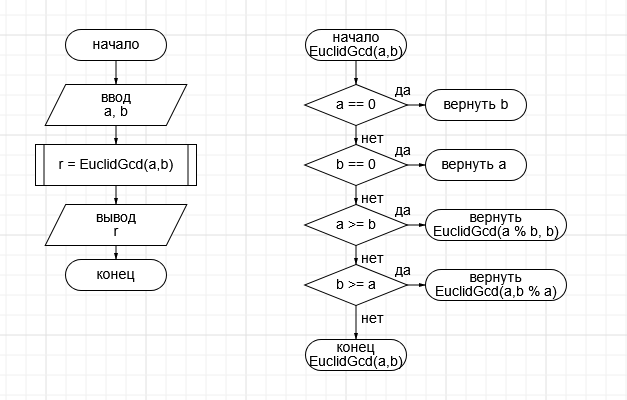 начало
ввод
a, b
r = EuclidGcd(a,b)
вывод
r
конец
начало
EuclidGcd(a,b)
a == 0
да
вернуть b
нет
b == 0
да
вернуть a
нет
a >= b
да
вернуть
EuclidGcd(a % b, b)
нет
b >= a
да
вернуть
EuclidGcd(a,b % a)
нет
конец
EuclidGcd(a,b)